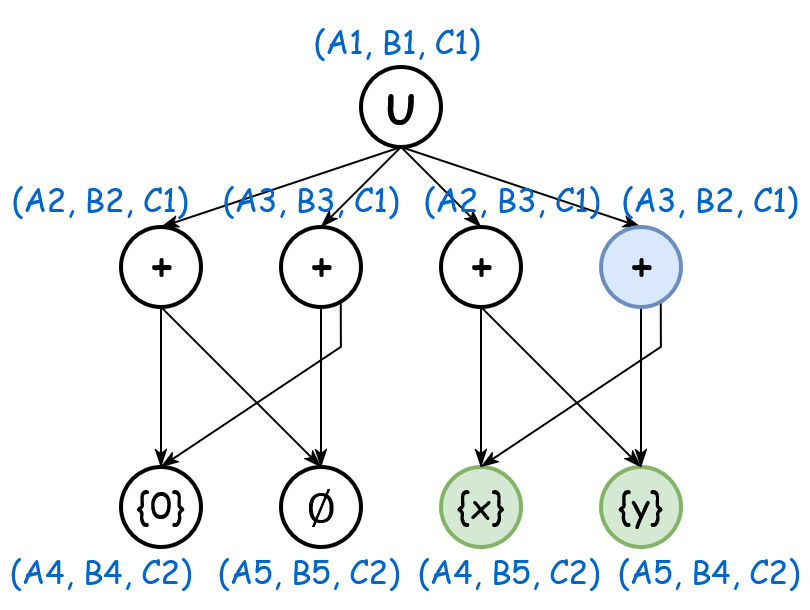 (A1, B1, C1)
∪
(A2, B2, C1) (A3, B3, C1) (A2, B3, C1) (A3, B2, C1)
+ + + +
{0} ∅ {x} {y}
(A4, B4, C2) (A5, B5, C2) (A4, B5, C2) (A5, B4, C2)